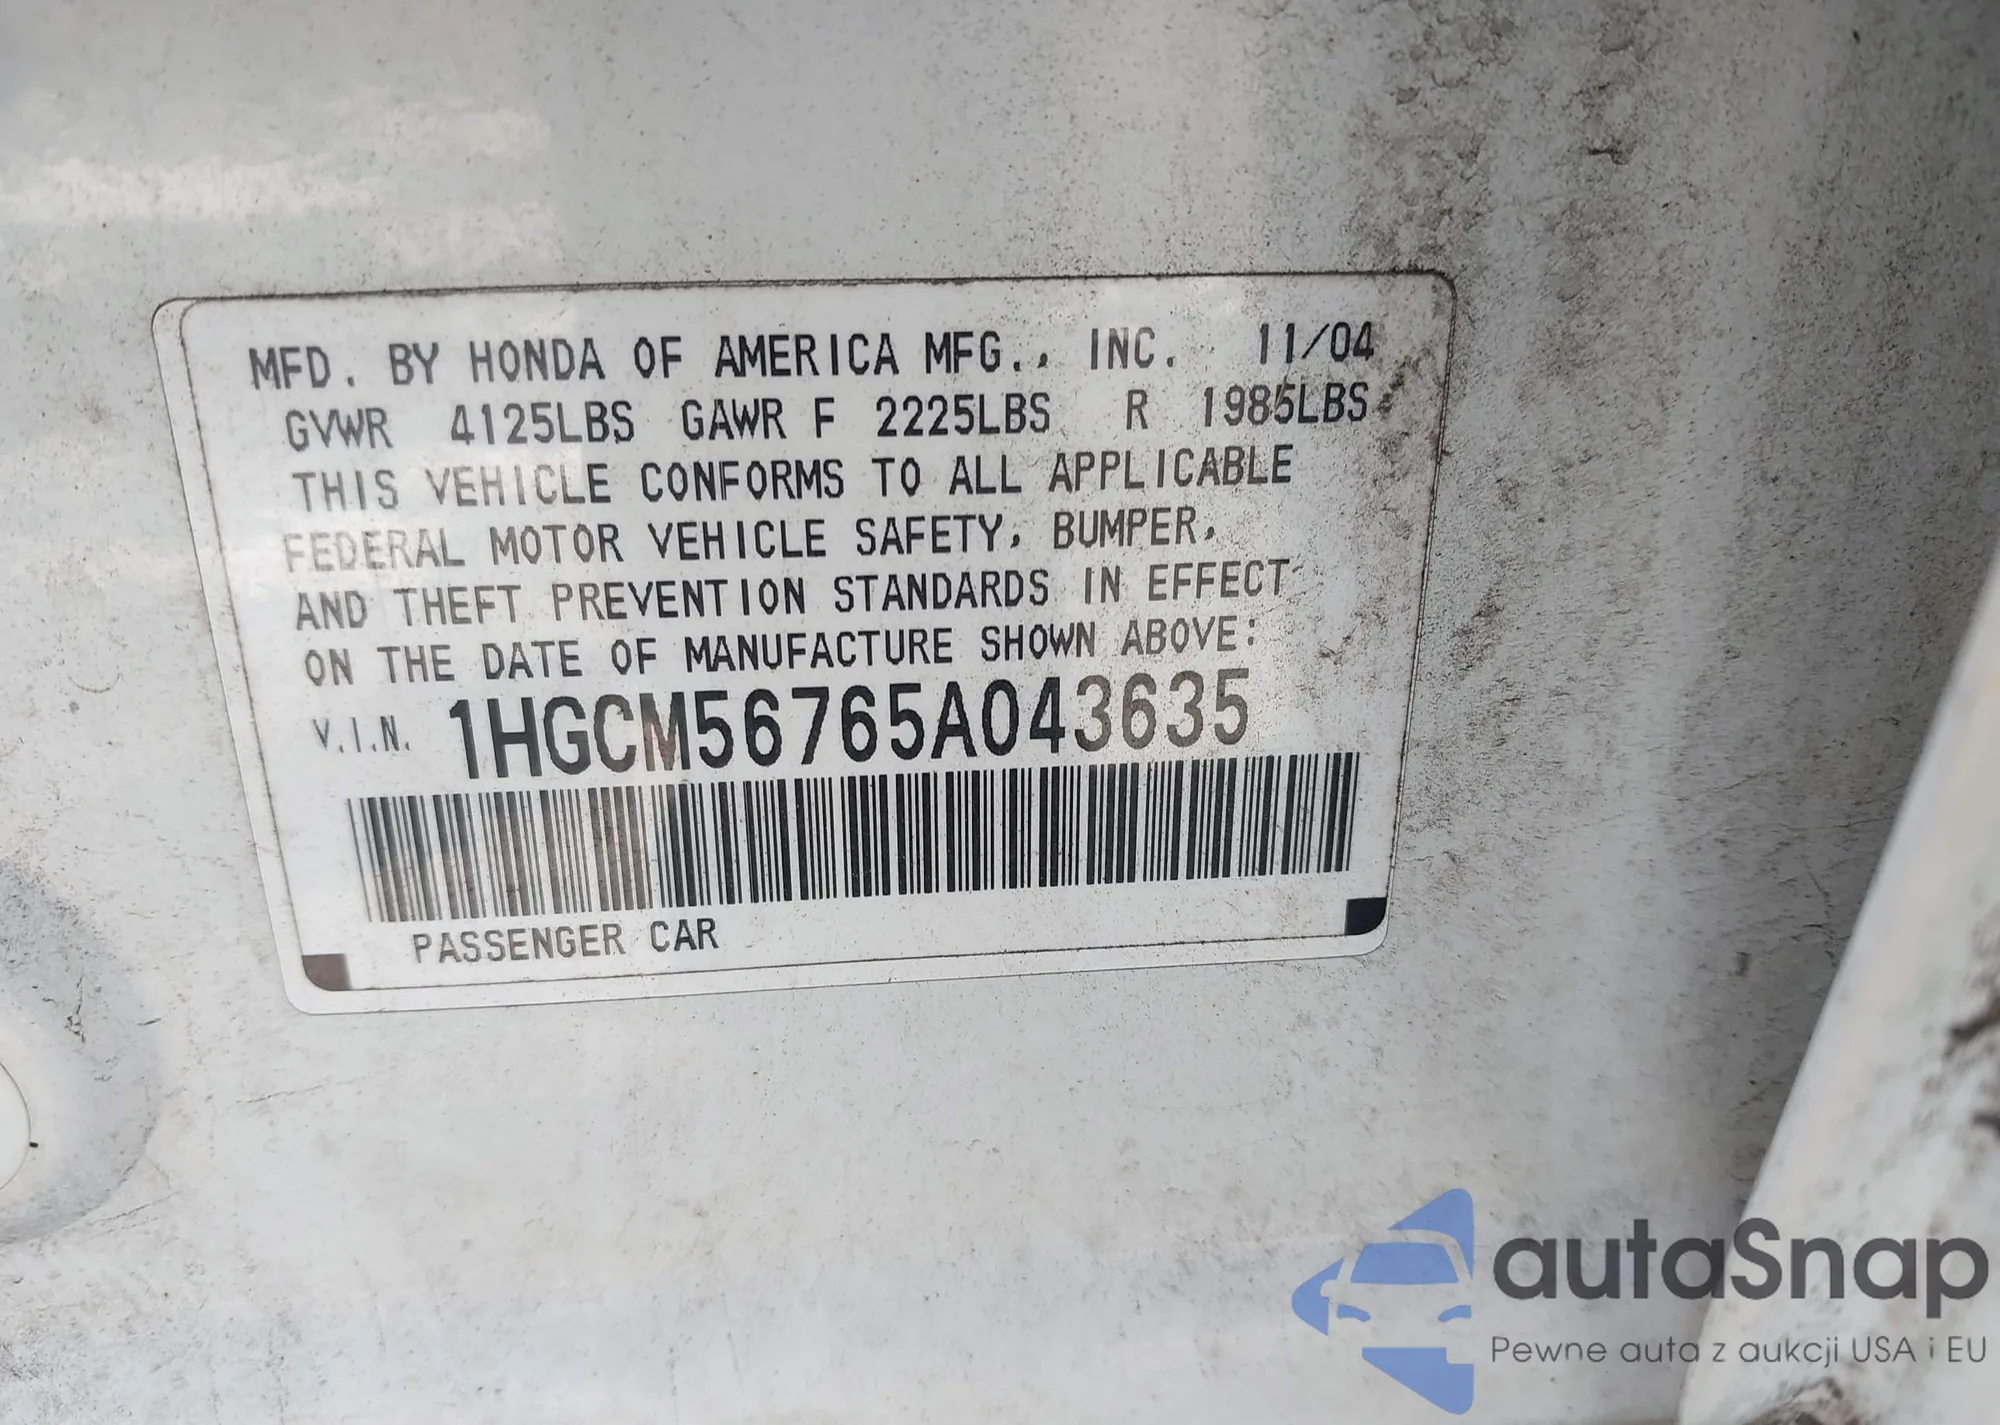 MFD. BY HONDA OF AMERICA MFG., INC. 11/04
GVWR 4125LBS GAWR F 2225LBS R 1985LBS
THIS VEHICLE CONFORMS TO ALL APPLICABLE
FEDERAL MOTOR VEHICLE SAFETY, BUMPER,
AND THEFT PREVENTION STANDARDS IN EFFECT
ON THE DATE OF MANUFACTURE SHOWN ABOVE:
V.I.N. 1HGCM56765A043635
PASSENGER CAR
autaSnap
Pewne auta z aukcji USA i EU